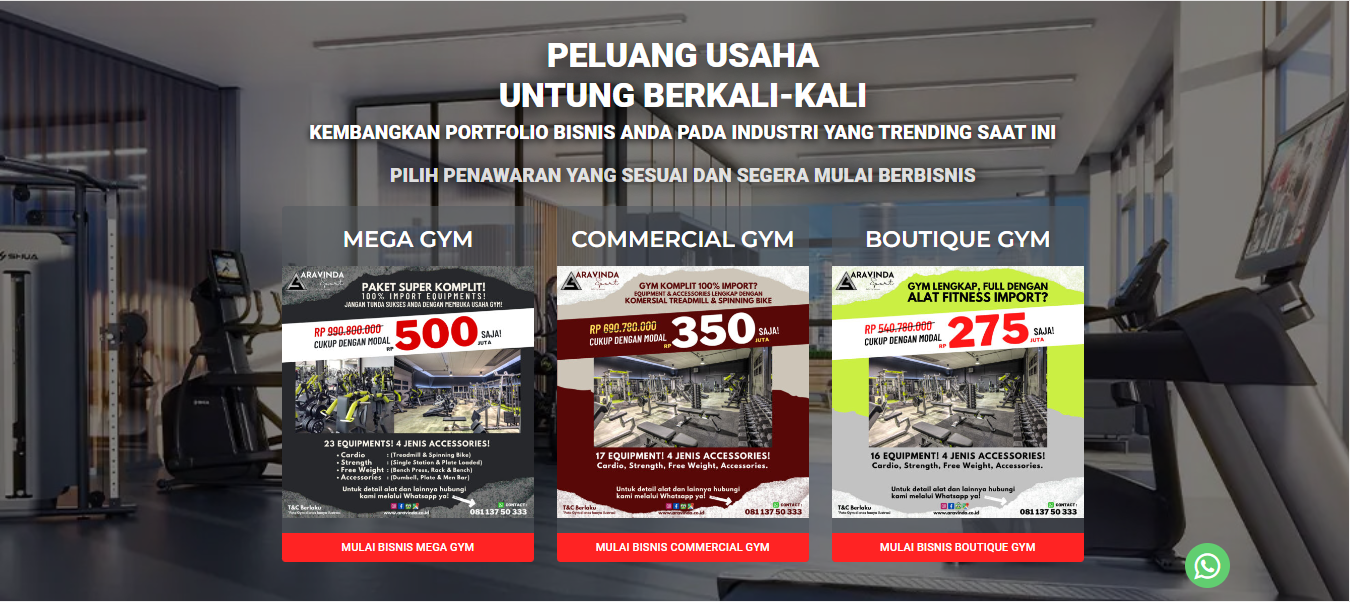 PELUANG USAHA
UNTUNG BERKALI-KALI
KEMBANGKAN PORTFOLIO BISNIS ANDA PADA INDUSTRI YANG TRENDING SAAT INI
PILIH PENAWARAN YANG SESUAI DAN SEGERA MULAI BERBISNIS
SHUA
MEGA GYM
ARAVINDA
Sport
PAKET SUPER KOMPLIT!
100% IMPORT EQUIPMENTS!
JANGAN TUNDA SUKSES ANDA DENGAN MEMBUKA USAHA GYM!
RP 990.800.000
CUKUP DENGAN MODAL RP 500 JUTA SAJA!
23 EQUIPMENTS! 4 JENIS ACCESSORIES!
• Cardio : (Treadmill & Spinning Bike)
• Strength : (Single Station & Plate Loaded)
• Free Weight : (Bench Press, Rack & Bench)
• Accessories : (Dumbell, Plate & Men Bar)
Untuk detail alat dan lainnya hubungi
kami melalui Whatsapp ya!
T&C Berlaku
www.aravinda.co.id
CONTACT:
081 137 50 333
MULAI BISNIS MEGA GYM
COMMERCIAL GYM
ARAVINDA
Sport
GYM KOMPLIT 100% IMPORT?
EQUIPMENT & ACCESSORIES LENGKAP DENGAN
KOMERSIAL TREADMILL & SPINNING BIKE
RP 690.780.000
CUKUP DENGAN MODAL RP 350 JUTA SAJA!
17 EQUIPMENT! 4 JENIS ACCESSORIES!
Cardio, Strength, Free Weight, Accessories.
Untuk detail alat dan lainnya hubungi
kami melalui Whatsapp ya!
T&C Berlaku
www.aravinda.co.id
CONTACT:
081 137 50 333
MULAI BISNIS COMMERCIAL GYM
BOUTIQUE GYM
ARAVINDA
Sport
GYM LENGKAP, FULL DENGAN
ALAT FITNESS IMPORT?
RP 540.780.000
CUKUP DENGAN MODAL RP 275 JUTA SAJA!
16 EQUIPMENT! 4 JENIS ACCESSORIES!
Cardio, Strength, Free Weight, Accessories.
Untuk detail alat dan lainnya hubungi
kami melalui Whatsapp ya!
T&C Berlaku
www.aravinda.co.id
CONTACT:
081 137 50 333
MULAI BISNIS BOUTIQUE GYM